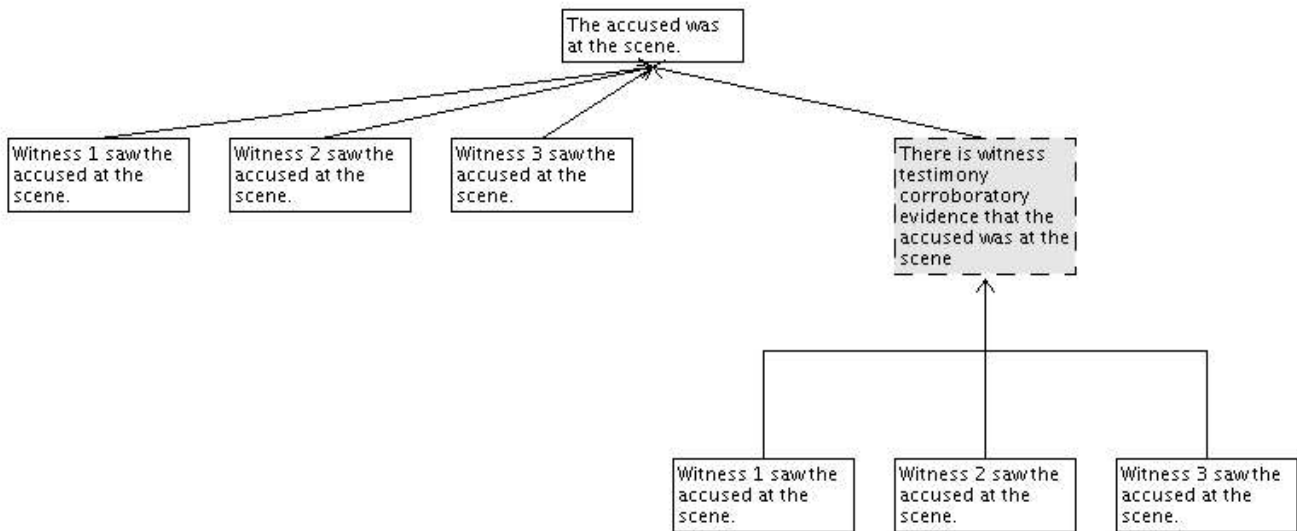 The accused was
at the scene.
Witness 1 saw the
accused at the
scene.
Witness 2 saw the
accused at the
scene.
Witness 3 saw the
accused at the
scene.
There is witness
testimony
corroboratory
evidence that the
accused was at the
scene
Witness 1 saw the
accused at the
scene.
Witness 2 saw the
accused at the
scene.
Witness 3 saw the
accused at the
scene.